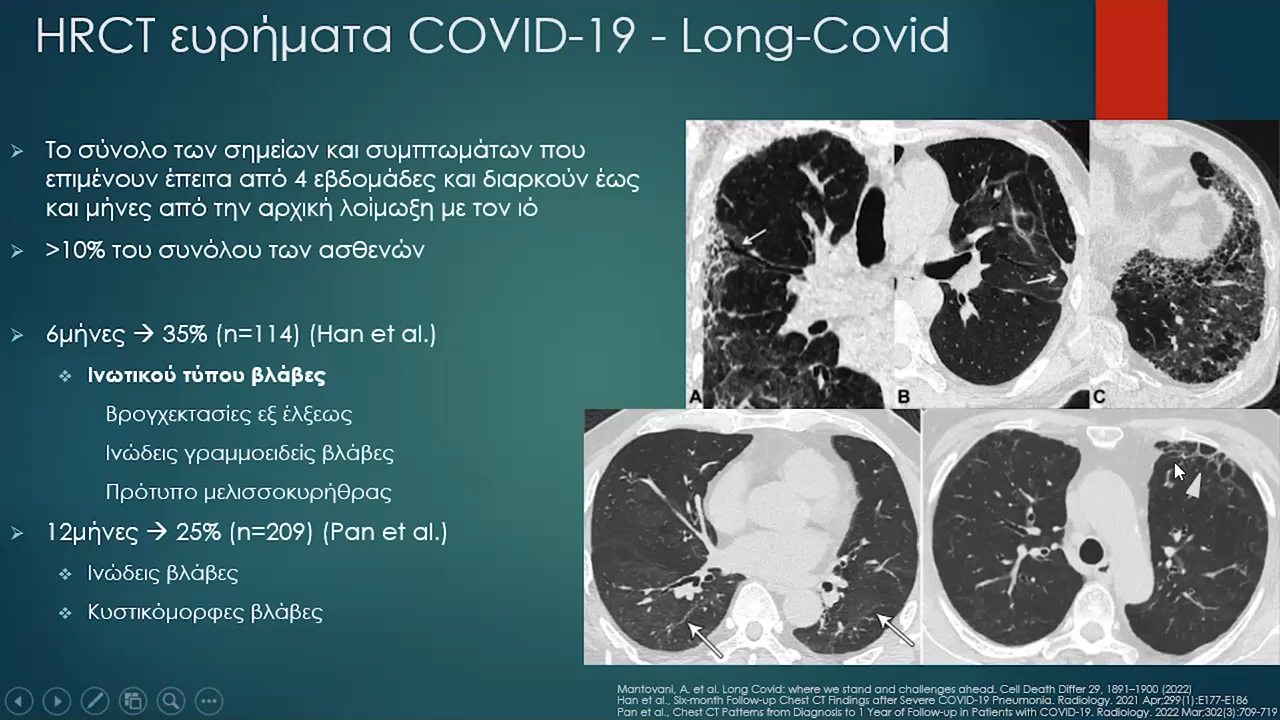 HRCT ευρήματα COVID-19 - Long-Covid
Το σύνολο των σημείων και συμπτωμάτων που
επιμένουν έπειτα από 4 εβδομάδες και διαρκούν έως
και μήνες από την αρχική λοίμωξη με τον ιό
>10% του συνόλου των ασθενών
6μήνες → 35% (n=114) (Han et al.)
Ινωτικού τύπου βλάβες
Βρογχεκτασίες εξ έλξεως
Ινώδεις γραμμοειδείς βλάβες
Πρότυπο μελισσοκυρήθρας
12μήνες → 25% (n=209) (Pan et al.)
Ινώδεις βλάβες
Κυστικόμορφες βλάβες
A
B
C
Mantovani, A. et al. Long Covid: where we stand and challenges ahead. Cell Death Differ 29, 1891–1900 (2022)
Han et al., Six-month Follow-up Chest CT Findings after Severe COVID-19 Pneumonia. Radiology. 2021 Apr;299(1):E177-E186
Pan et al., Chest CT Patterns from Diagnosis to 1 Year of Follow-up in Patients with COVID-19. Radiology. 2022 Mar;302(3):709-719